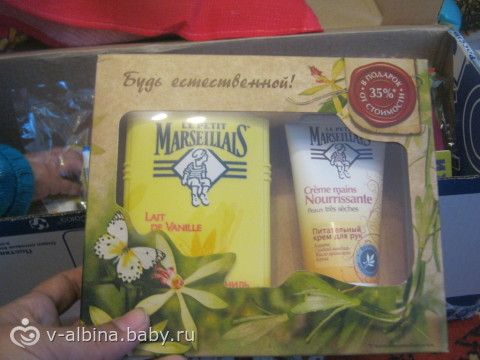 Будь естественной!
В ПОДАРОК
35%*
ОТ СТОИМОСТИ
LE PETIT
MARSEILLAIS
LAIT
DE VANILLE
LE PETIT
MARSEILLAIS
Crème mains
Nourrissante
Peaux très sèches
Питательный
крем для рук
v-albina.baby.ru